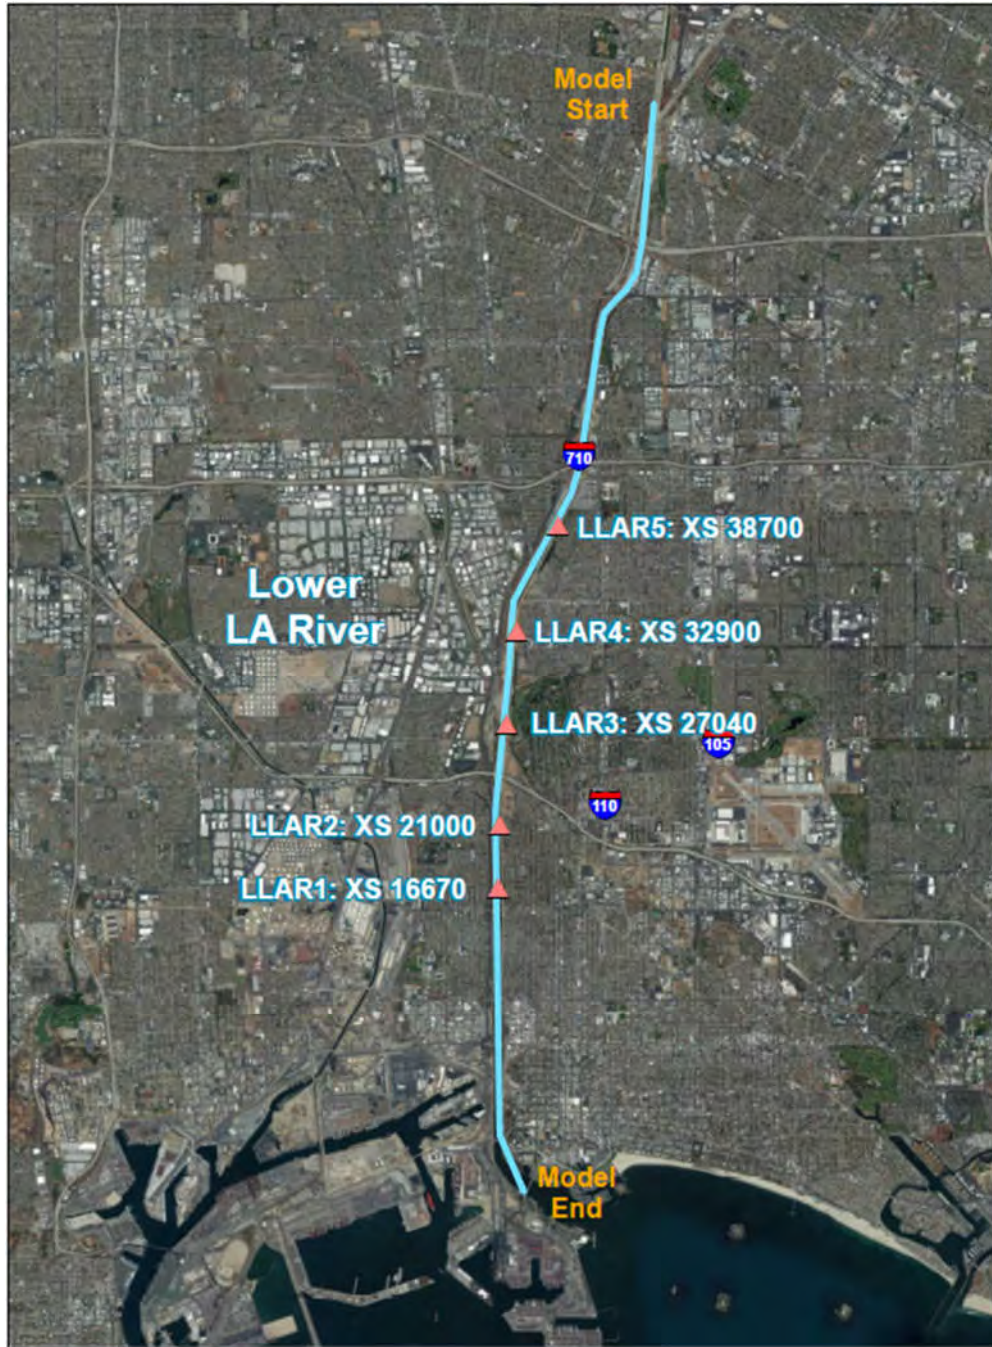 Model
Start
710
LLAR5: XS 38700
Lower
LA River
LLAR4: XS 32900
LLAR3: XS 27040
105
110
LLAR2: XS 21000
LLAR1: XS 16670
Model
End